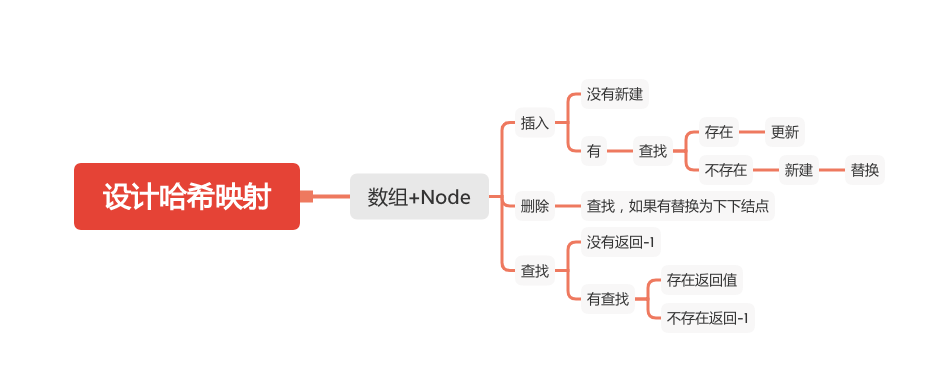 设计哈希映射
数组+Node
插入
没有新建
有
查找
存在
更新
不存在
新建
替换
删除
查找，如果有替换为下下结点
查找
没有返回-1
有查找
存在返回值
不存在返回-1